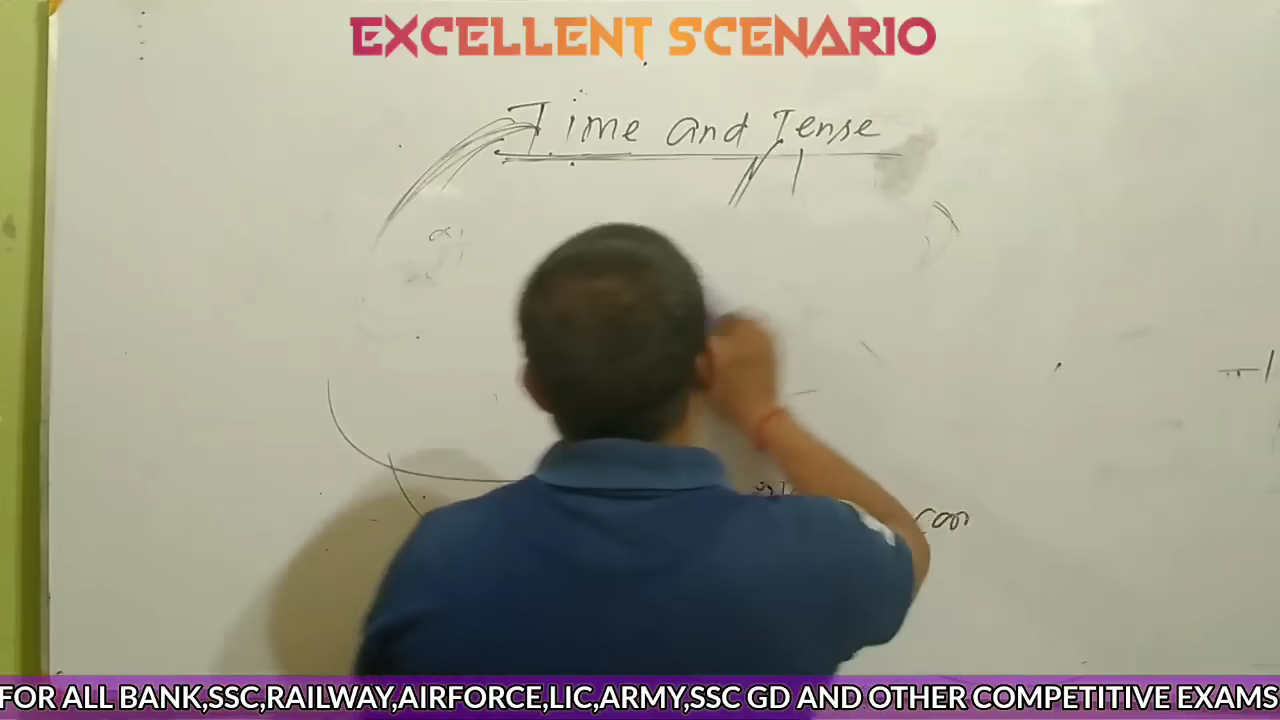 EXCELLENT SCENARIO
Time and Tense
FOR ALL BANK,SSC,RAILWAY,AIRFORCE,LIC,ARMY,SSC GD AND OTHER COMPETITIVE EXAMS